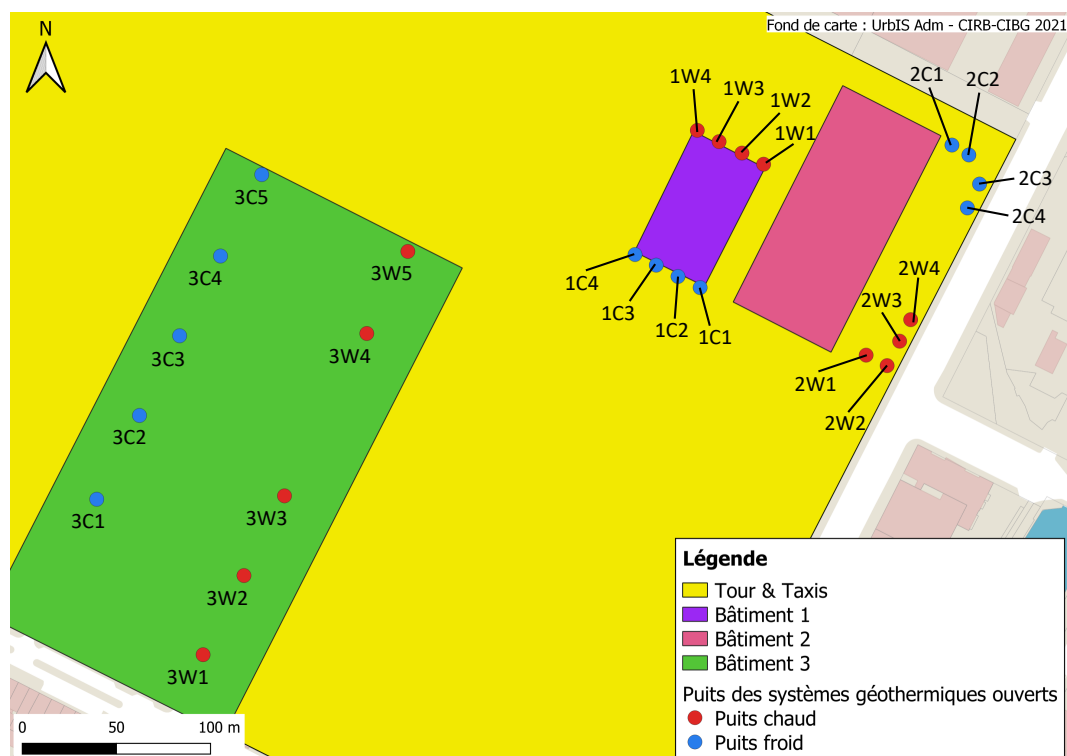 N
Fond de carte : UrbIS Adm - CIRB-CIBG 2021
1W4
1W3
1W2
1W1
2C1
2C2
2C3
2C4
3C5
3C4
3W5
1C4
1C3
1C2
1C1
2W4
2W3
2W1
2W2
3C3
3W4
3C2
3C1
3W3
3W2
3W1
Légende
Tour & Taxis
Bâtiment 1
Bâtiment 2
Bâtiment 3
Puits des systèmes géothermiques ouverts
Puits chaud
Puits froid
0 50 100 m